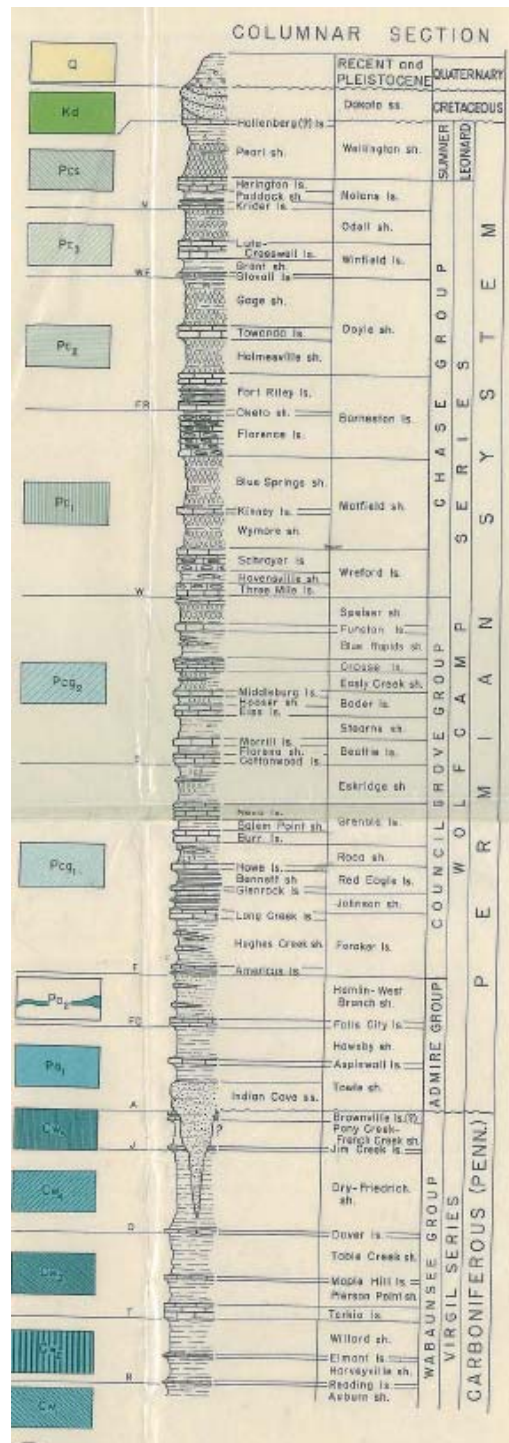 COLUMNAR SECTION
Q
RECENT and
PLEISTOCENE
QUATERNARY
Kd
Dakota ss.
CRETACEOUS
Hollenberg(?) ls.
Pearl sh.
Wellington sh.
SUMNER
LEONARD
Pcs
Herington ls.
Paddock sh.
Krider ls.
Nolans ls.
N
Odell sh.
Pc3
Luta-
Cresswell ls.
Grant sh.
Stovall ls.
Winfield ls.
WF
Gage sh.
Towanda ls.
Holmesville sh.
Doyle sh.
Pc2
Fort Riley ls.
Oketo sh.
Florence ls.
Barneston ls.
FR
Blue Springs sh.
Kinney ls.
Wymore sh.
Matfield sh.
Pc1
CHASE GROUP
Schroyer ls.
Havensville sh.
Three Mile ls.
Wreford ls.
W
Speiser sh.
Funston ls.
Blue Rapids sh.
Crouse ls.
Easly Creek sh.
Pcg2
Middleburg ls.
Hooser sh.
Eiss ls.
Bader ls.
Stearns sh.
Morrill ls.
Florena sh.
Cottonwood ls.
Beattie ls.
Eskridge sh.
Neva ls.
Salem Point sh.
Burr ls.
Grenola ls.
Roca sh.
Pcg1
Howe ls.
Bennett sh.
Glenrock ls.
Red Eagle ls.
Johnson sh.
Long Creek ls.
Hughes Creek sh.
Americus ls.
Foraker ls.
F
COUNCIL GROVE GROUP
WOLFCAMP SERIES
PERMIAN SYSTEM
Hamlin-West
Branch sh.
Pa2
FC
Falls City ls.
Hawxby sh.
Pa1
Aspinwall ls.
Towle sh.
Indian Cave ss.
ADMIRE GROUP
A
Brownville ls.(?)
Pony Creek-
French Creek sh.
Jim Creek ls.
J
?
Dry-Friedrich
sh.
Cw4
D
Dover ls.
Table Creek sh.
Cw3
Maple Hill ls.
Pierson Point sh.
T
Tarkio ls.
Willard sh.
Cw2
Elmont ls.
Harveyville sh.
R
Reading ls.
Auburn sh.
WABAUNSEE GROUP
VIRGIL SERIES
CARBONIFEROUS (PENN.)